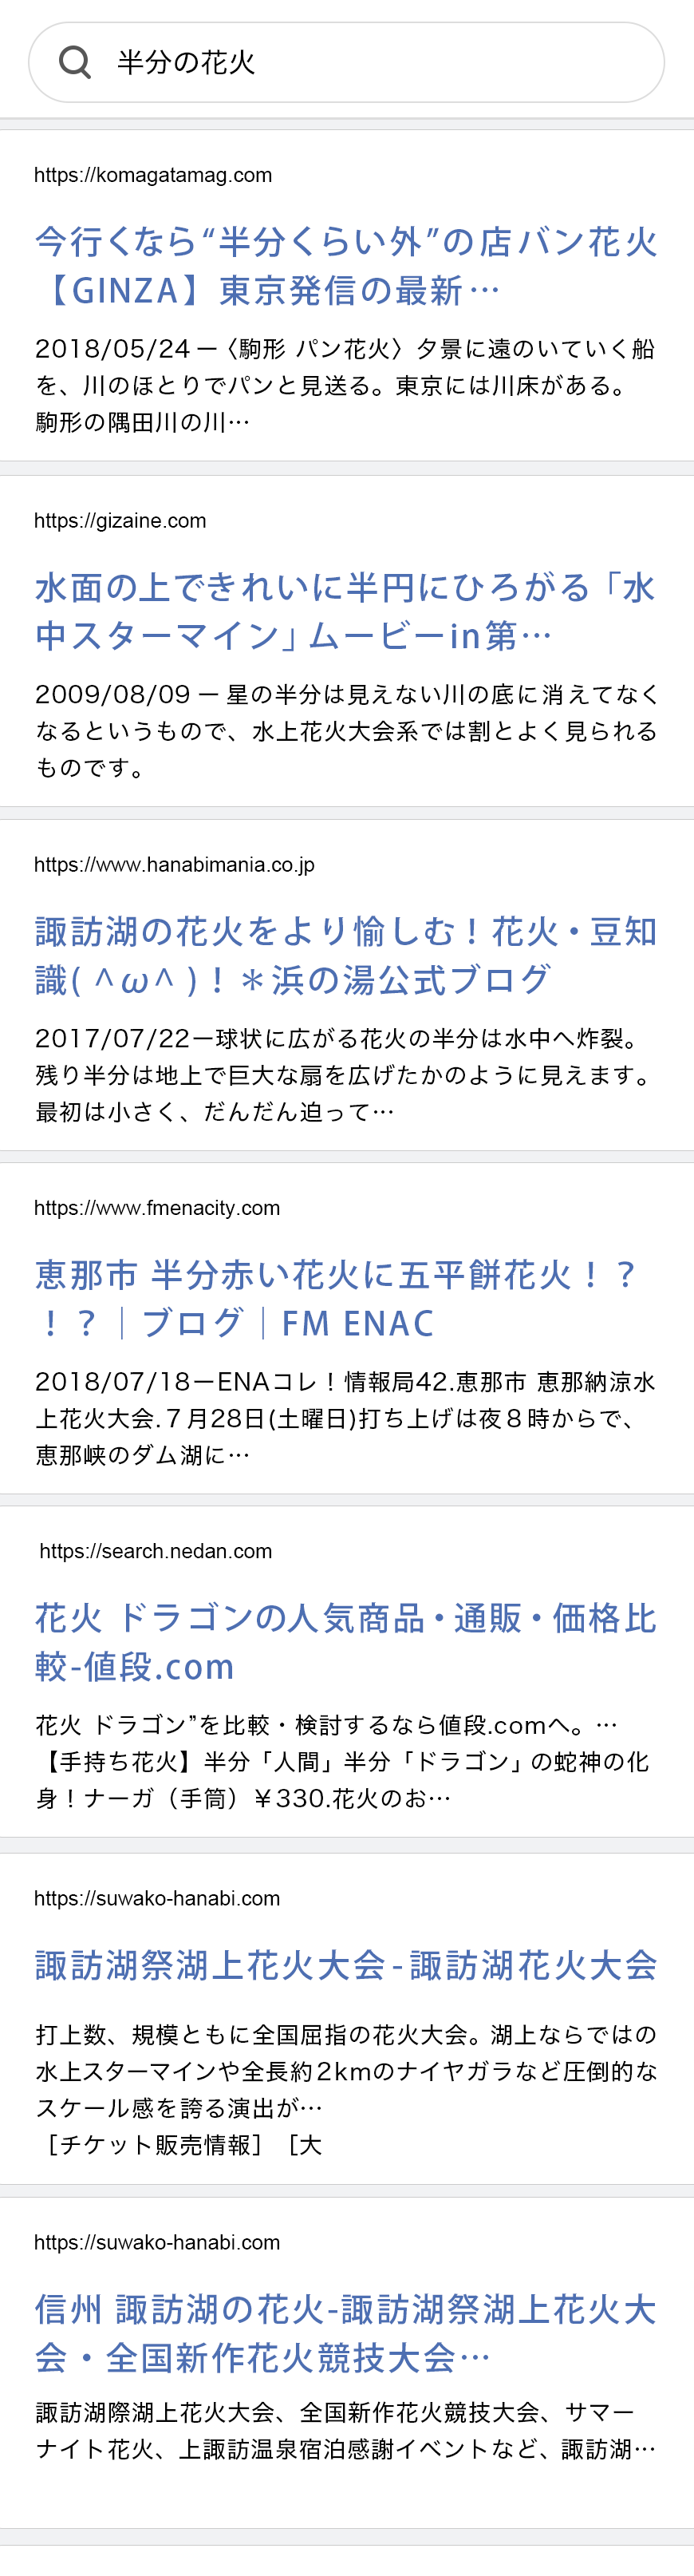 半分の花火
https://komagatamag.com
今行くなら“半分くらい外”の店バン花火
【GINZA】東京発信の最新…
2018/05/24 ー〈駒形 パン花火〉夕景に遠のいていく船
を、川のほとりでパンと見送る。東京には川床がある。
駒形の隅田川の川…
https://gizaine.com
水面の上できれいに半円にひろがる「水
中スターマイン」ムービーin第…
2009/08/09 ー 星の半分は見えない川の底に消えてなく
なるというもので、水上花火大会系では割とよく見られる
ものです。
https://www.hanabimania.co.jp
諏訪湖の花火をより愉しむ！花火・豆知
識( ^ω^ )！＊浜の湯公式ブログ
2017/07/22ー球状に広がる花火の半分は水中へ炸裂。
残り半分は地上で巨大な扇を広げたかのように見えます。
最初は小さく、だんだん迫って…
https://www.fmenacity.com
恵那市 半分赤い花火に五平餅花火！？
！？｜ブログ｜FM ENAC
2018/07/18ーENAコレ！情報局42.恵那市 恵那納涼水
上花火大会.７月28日(土曜日)打ち上げは夜８時からで、
恵那峡のダム湖に…
https://search.nedan.com
花火 ドラゴンの人気商品・通販・価格比
較-値段.com
花火 ドラゴン”を比較・検討するなら値段.comへ。…
【手持ち花火】半分「人間」半分「ドラゴン」の蛇神の化
身！ナーガ（手筒）￥330.花火のお…
https://suwako-hanabi.com
諏訪湖祭湖上花火大会-諏訪湖花火大会
打上数、規模ともに全国屈指の花火大会。湖上ならではの
水上スターマインや全長約２kmのナイヤガラなど圧倒的な
スケール感を誇る演出が…
［チケット販売情報］［大
https://suwako-hanabi.com
信州 諏訪湖の花火-諏訪湖祭湖上花火大
会・全国新作花火競技大会…
諏訪湖際湖上花火大会、全国新作花火競技大会、サマー
ナイト花火、上諏訪温泉宿泊感謝イベントなど、諏訪湖…